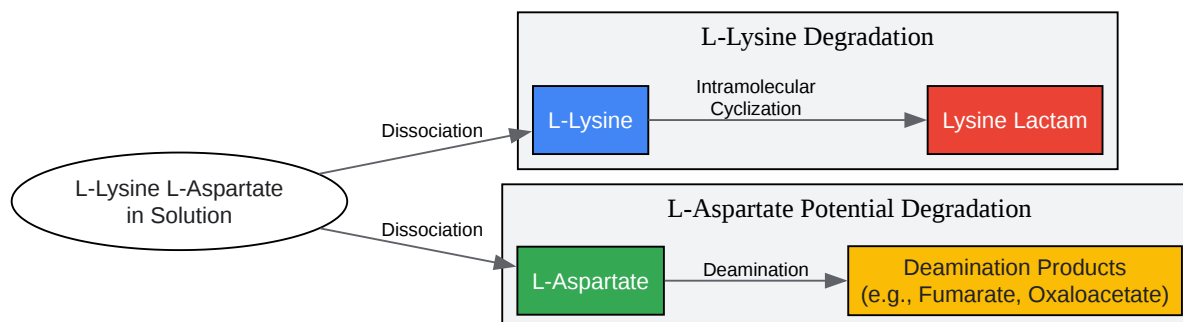 L-Lysine Degradation
Intramolecular
Cyclization
L-Lysine
Lysine Lactam
Dissociation
L-Lysine L-Aspartate
in Solution
L-Aspartate Potential Degradation
Dissociation
L-Aspartate
Deamination
Deamination Products
(e.g., Fumarate, Oxaloacetate)